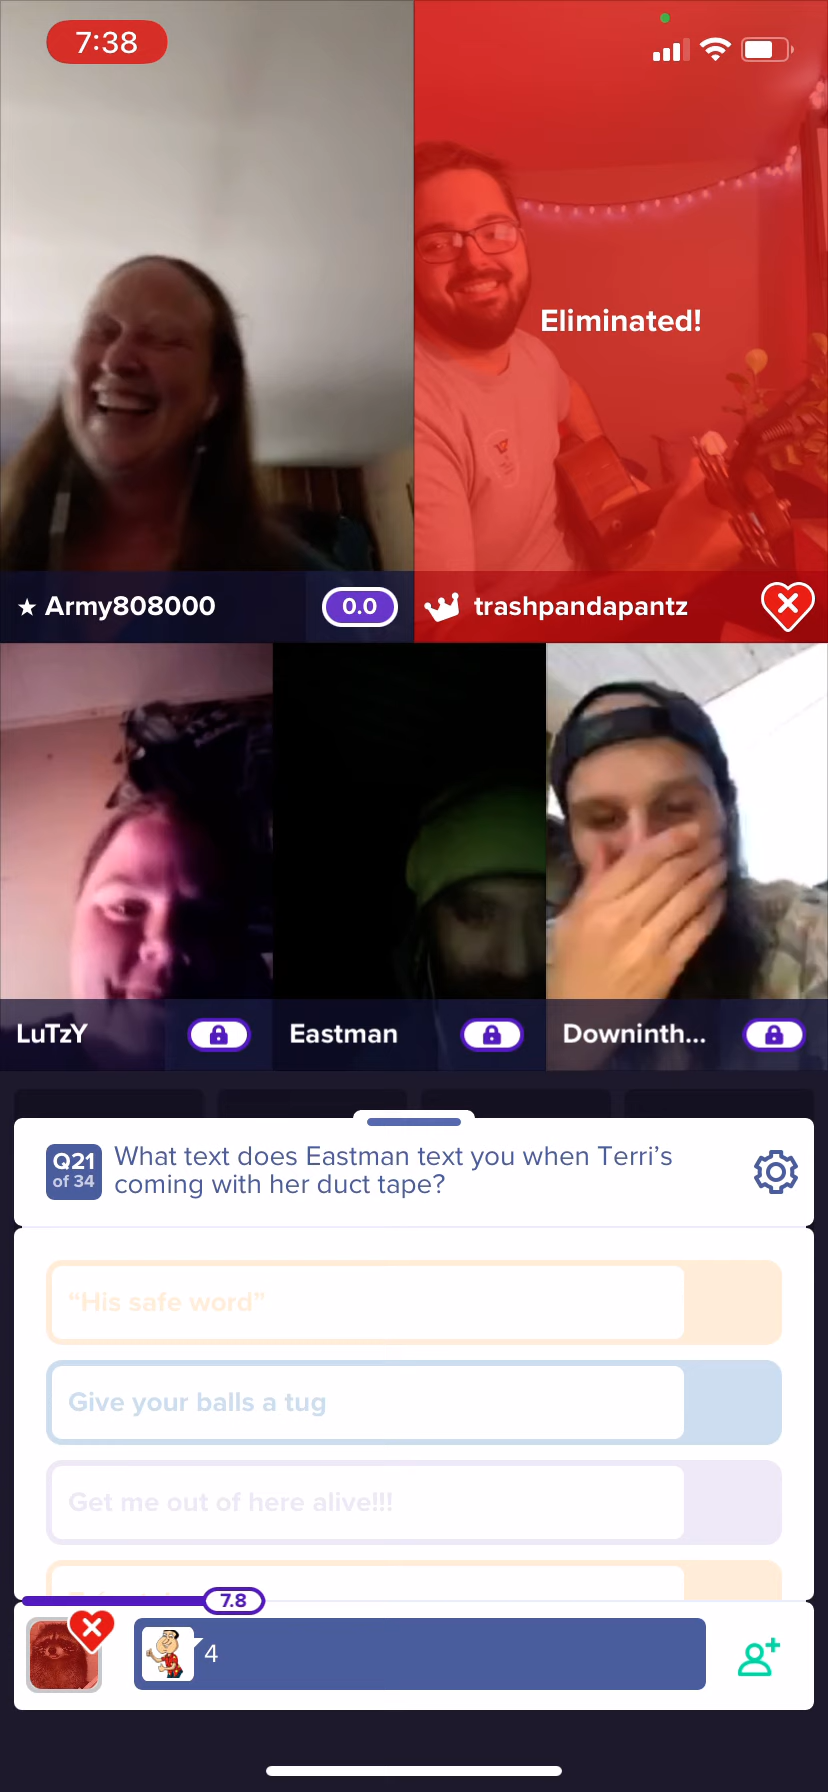 7:38
Eliminated!
Army808000
0.0
trashpandapantz
LuTzY
Eastman
Downinth...
Q21
of 34
What text does Eastman text you when Terri's
coming with her duct tape?
“His safe word”
Give your balls a tug
Get me out of here alive!!!
7.8
4